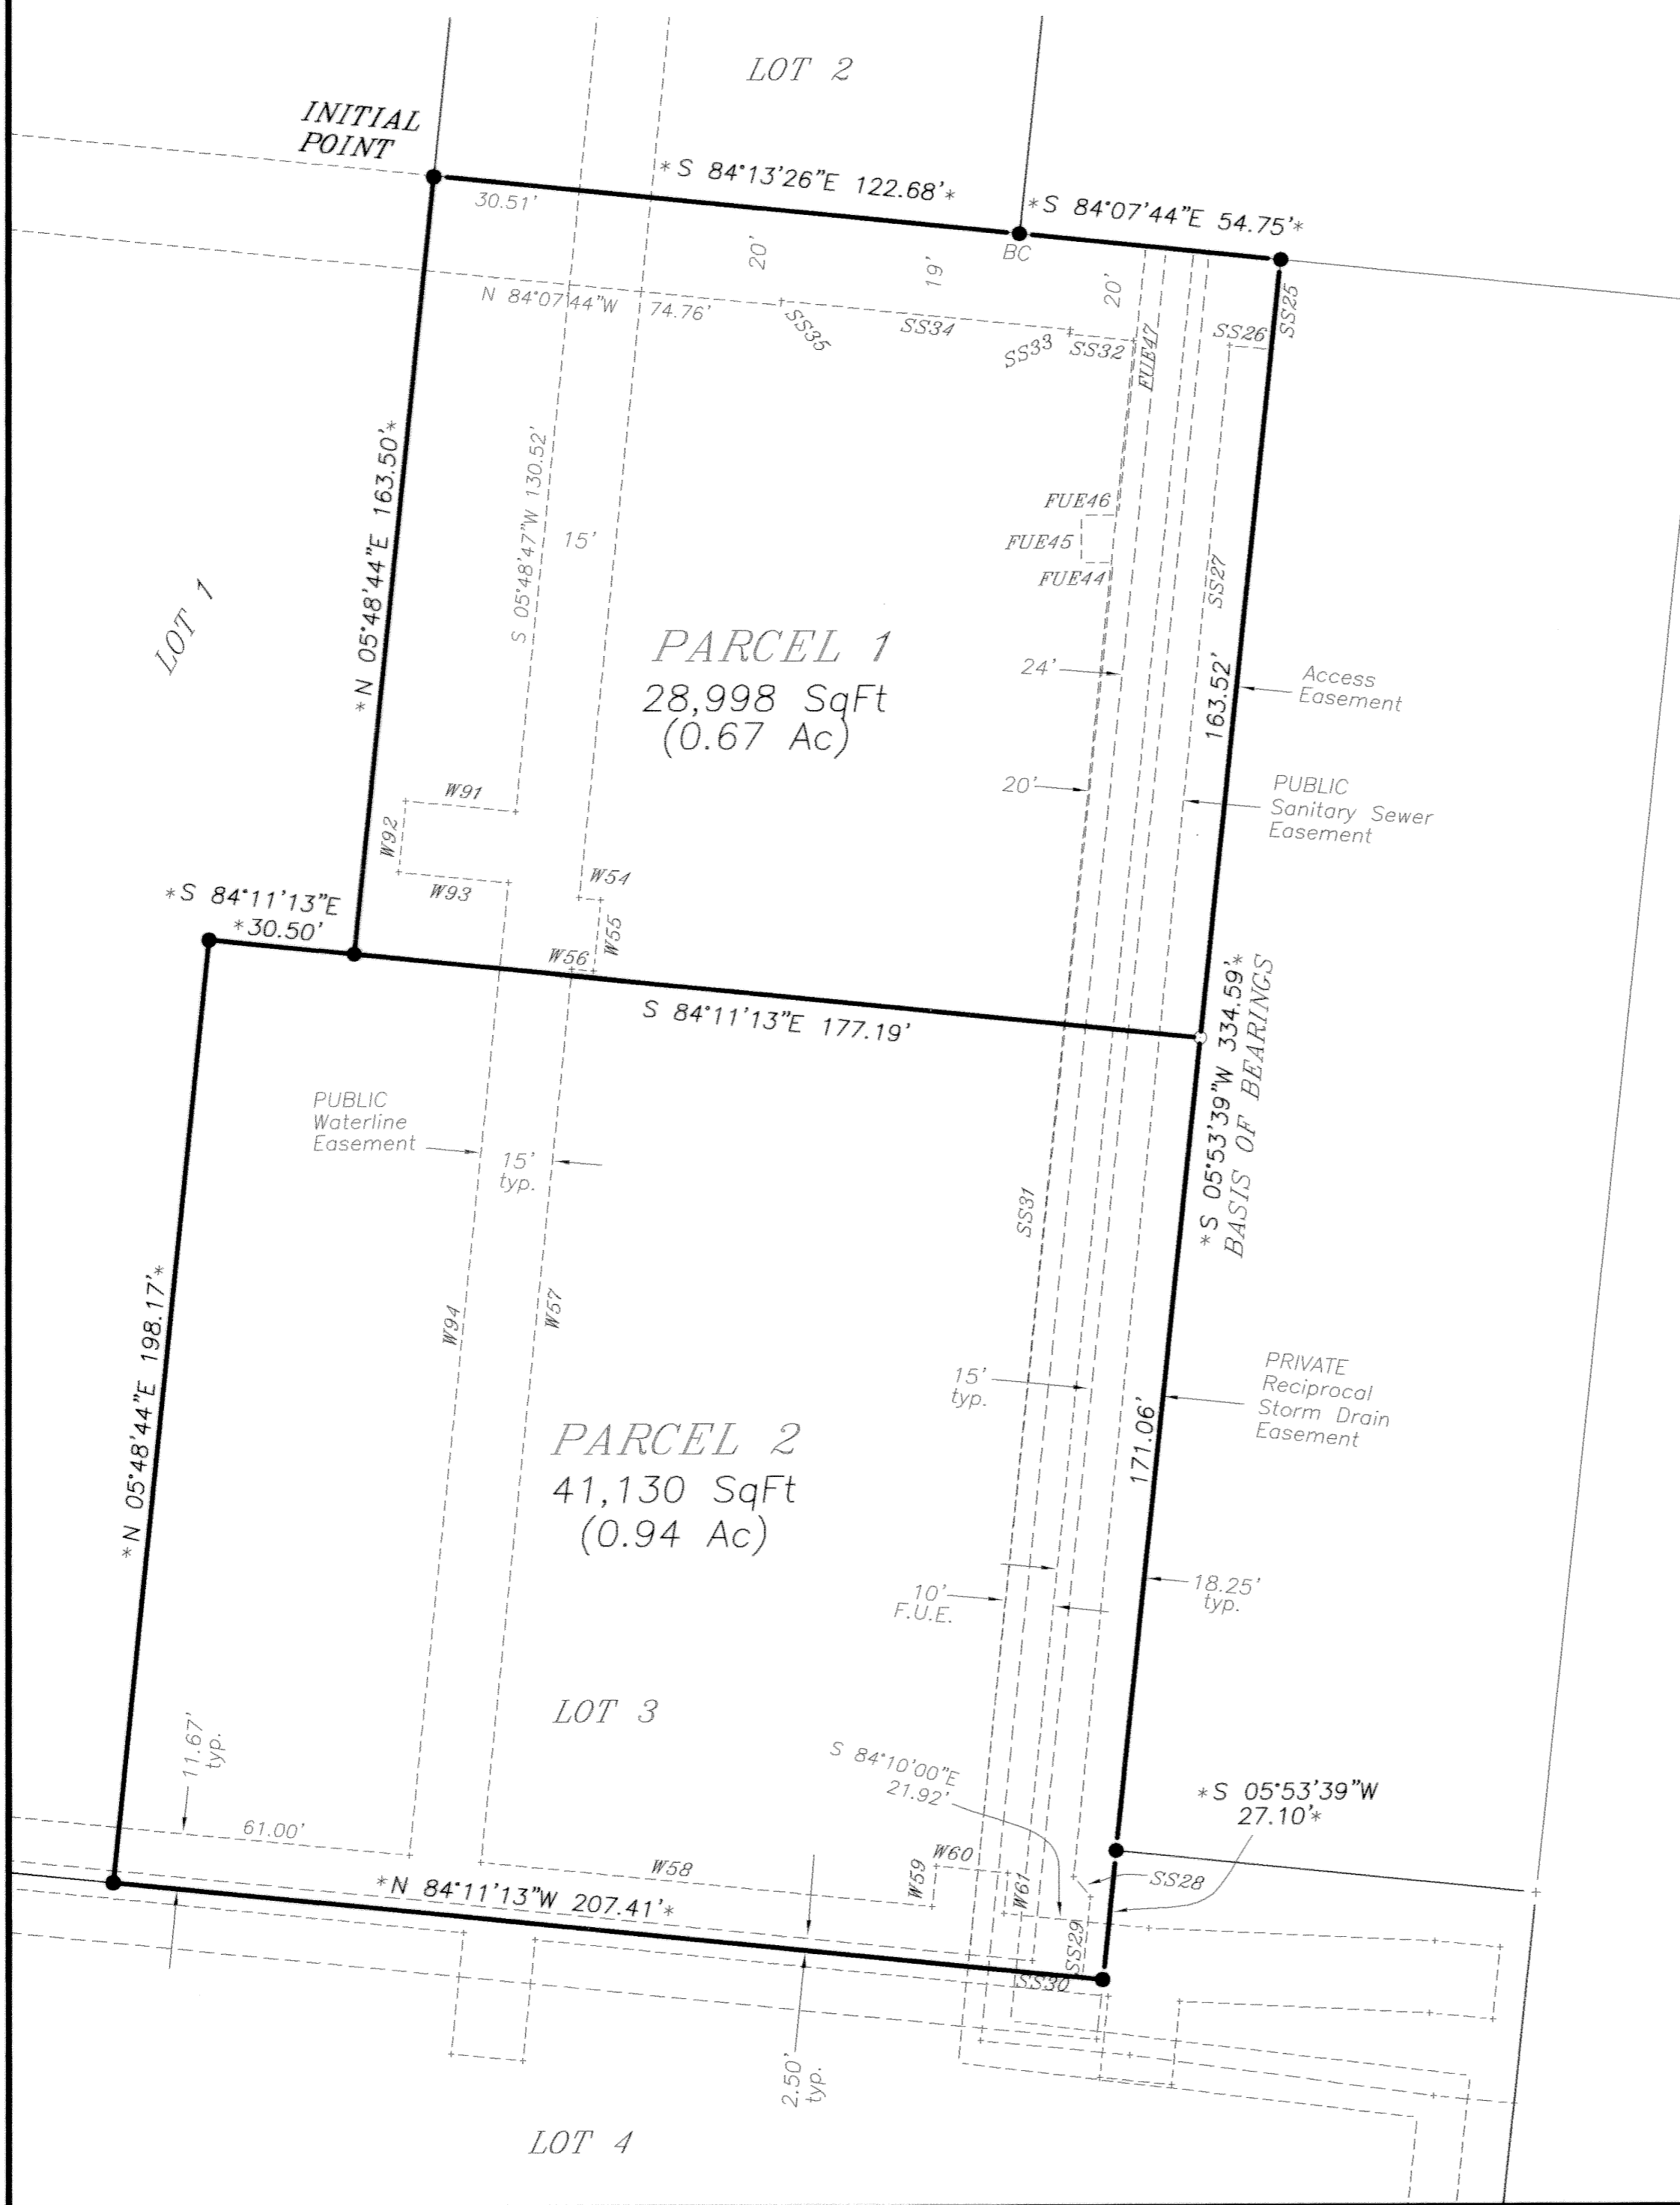 LOT 2
INITIAL
POINT
*S 84°13'26"E 122.68'*
30.51'
*S 84°07'44"E 54.75'*
BC
20'
19'
20'
N 84°07'44"W 74.76'
SS35
SS34
SS33
SS32
FUE47
SS26
SS25
*N 05°48'44"E 163.50'*
S 05°48'47"W 130.52'
15'
FUE46
FUE45
FUE44
SS27
LOT 1
PARCEL 1
28,998 SqFt
(0.67 Ac)
24'
163.52'
Access
Easement
20'
PUBLIC
Sanitary Sewer
Easement
W91
W92
W93
W54
W55
W56
*S 84°11'13"E
*30.50'
S 84°11'13"E 177.19'
*S 05°53'39"W 334.59'*
BASIS OF BEARINGS
PUBLIC
Waterline
Easement
15'
typ.
SS31
W94
W57
*N 05°48'44"E 198.17'*
15'
typ.
PRIVATE
Reciprocal
Storm Drain
Easement
171.06'
PARCEL 2
41,130 SqFt
(0.94 Ac)
10'
F.U.E.
18.25'
typ.
LOT 3
11.67'
typ.
S 84°10'00"E
21.92'
*S 05°53'39"W
27.10'*
61.00'
W58
W59
W60
W61
SS28
SS29
SS30
*N 84°11'13"W 207.41'*
2.50'
typ.
LOT 4